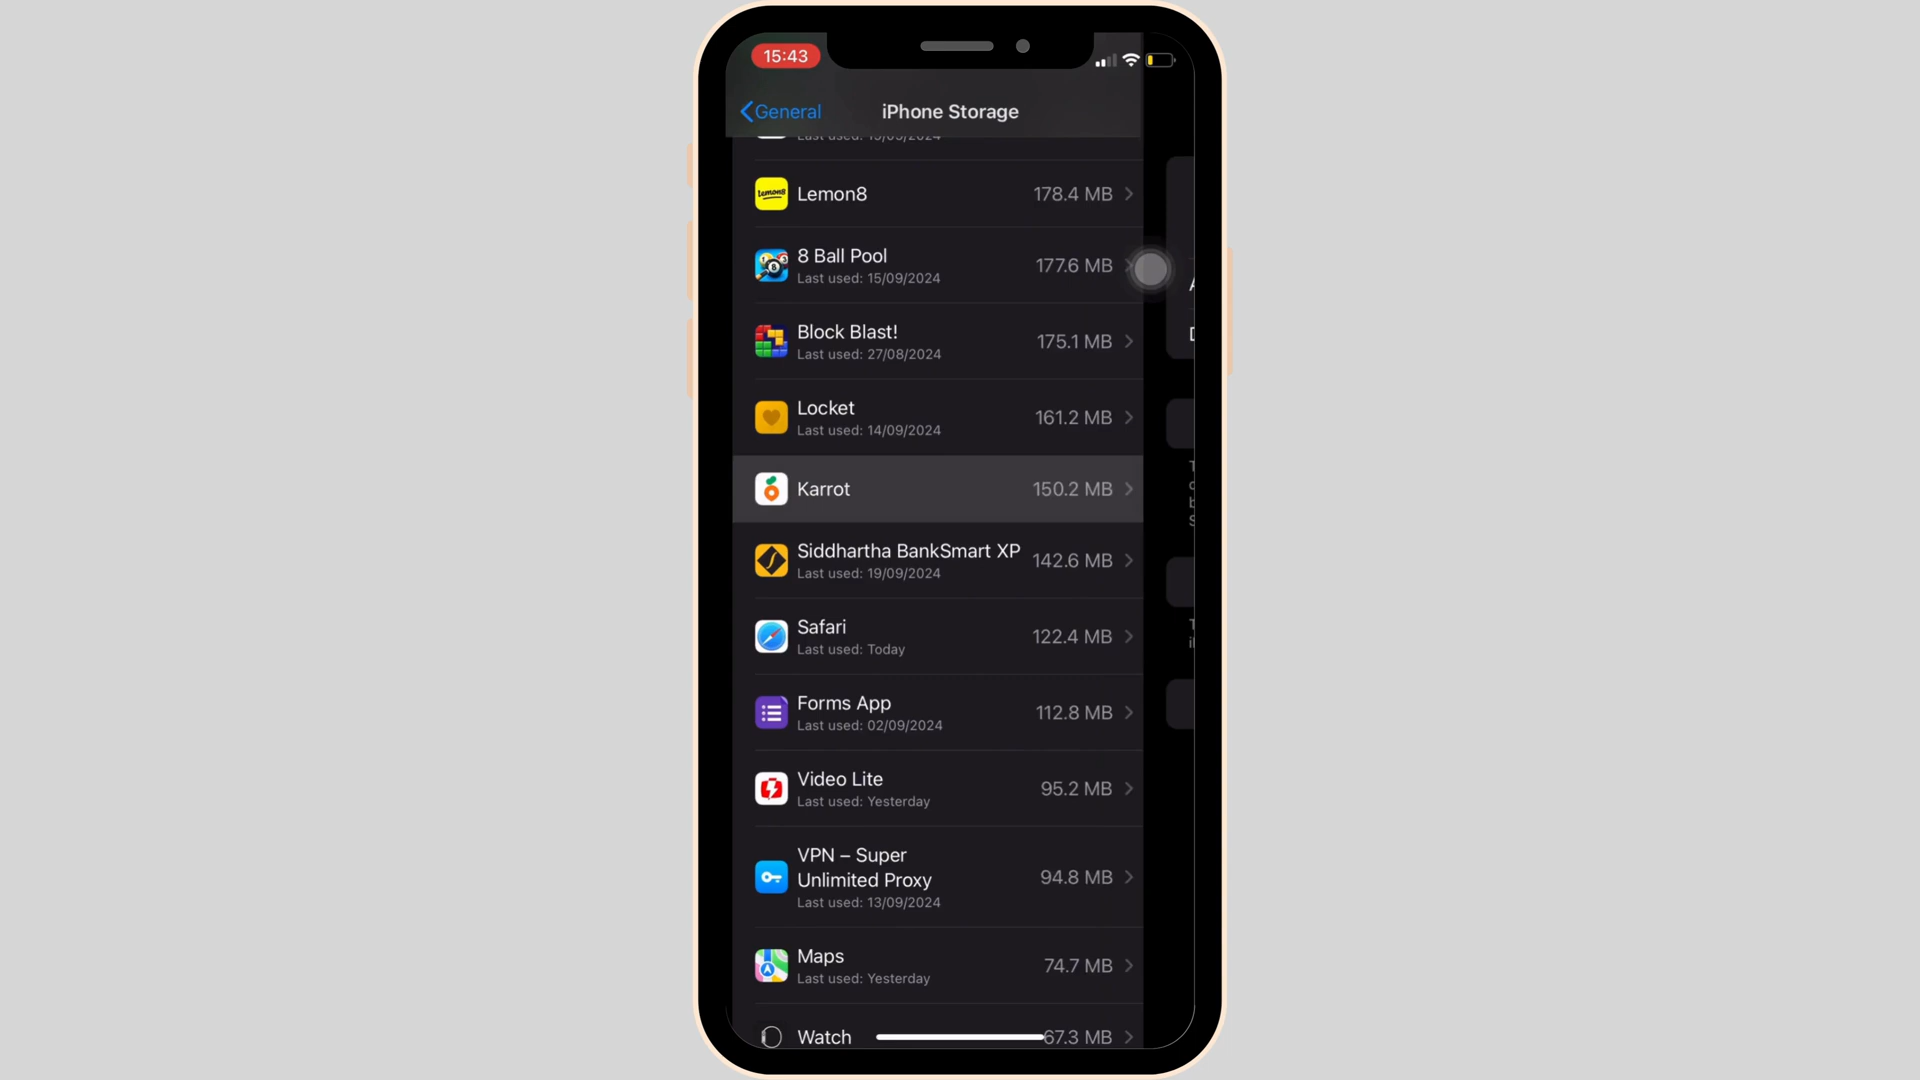 15:43
General
iPhone Storage
Lemon8
178.4 MB
8 Ball Pool
Last used: 15/09/2024
177.6 MB
Block Blast!
Last used: 27/08/2024
175.1 MB
Locket
Last used: 14/09/2024
161.2 MB
Karrot
150.2 MB
Siddhartha BankSmart XP
Last used: 19/09/2024
142.6 MB
Safari
Last used: Today
122.4 MB
Forms App
Last used: 02/09/2024
112.8 MB
Video Lite
Last used: Yesterday
95.2 MB
VPN – Super
Unlimited Proxy
Last used: 13/09/2024
94.8 MB
Maps
Last used: Yesterday
74.7 MB
Watch
67.3 MB